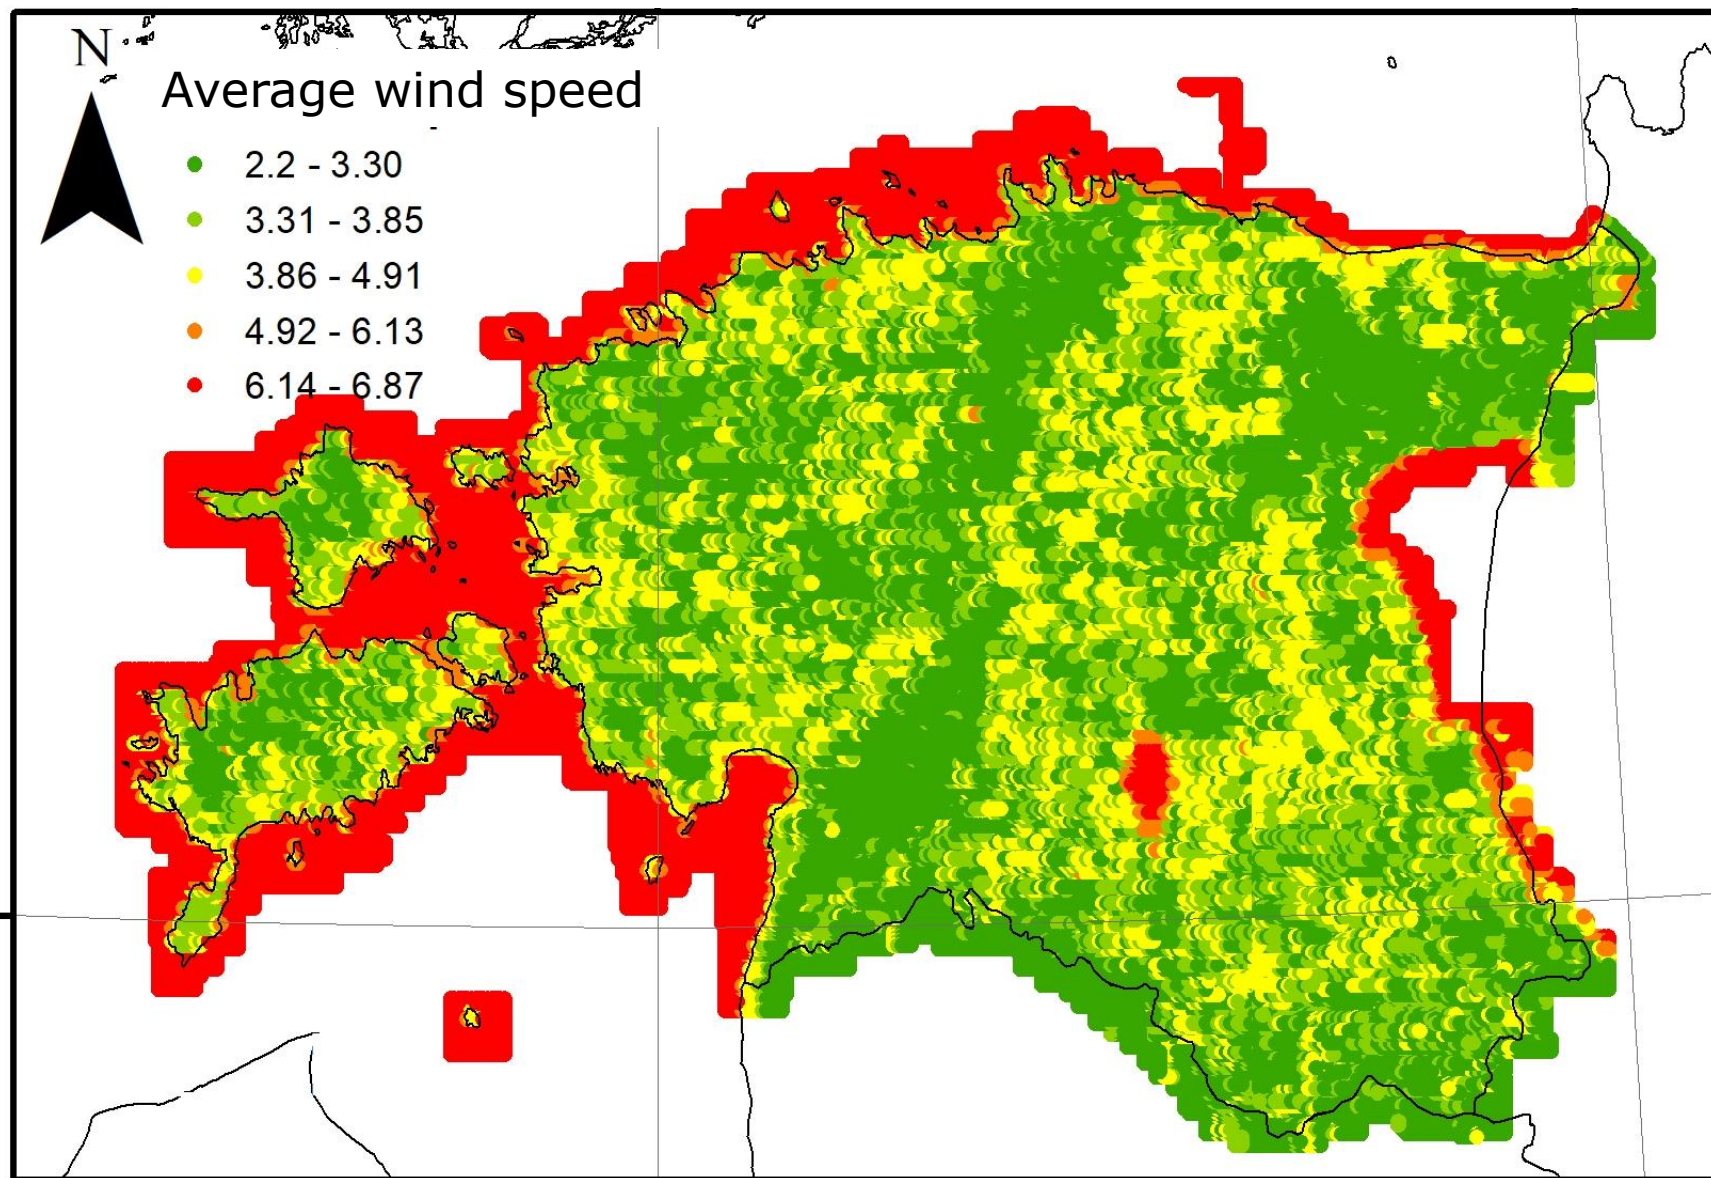 N
Average wind speed
2.2 - 3.30
3.31 - 3.85
3.86 - 4.91
4.92 - 6.13
6.14 - 6.87